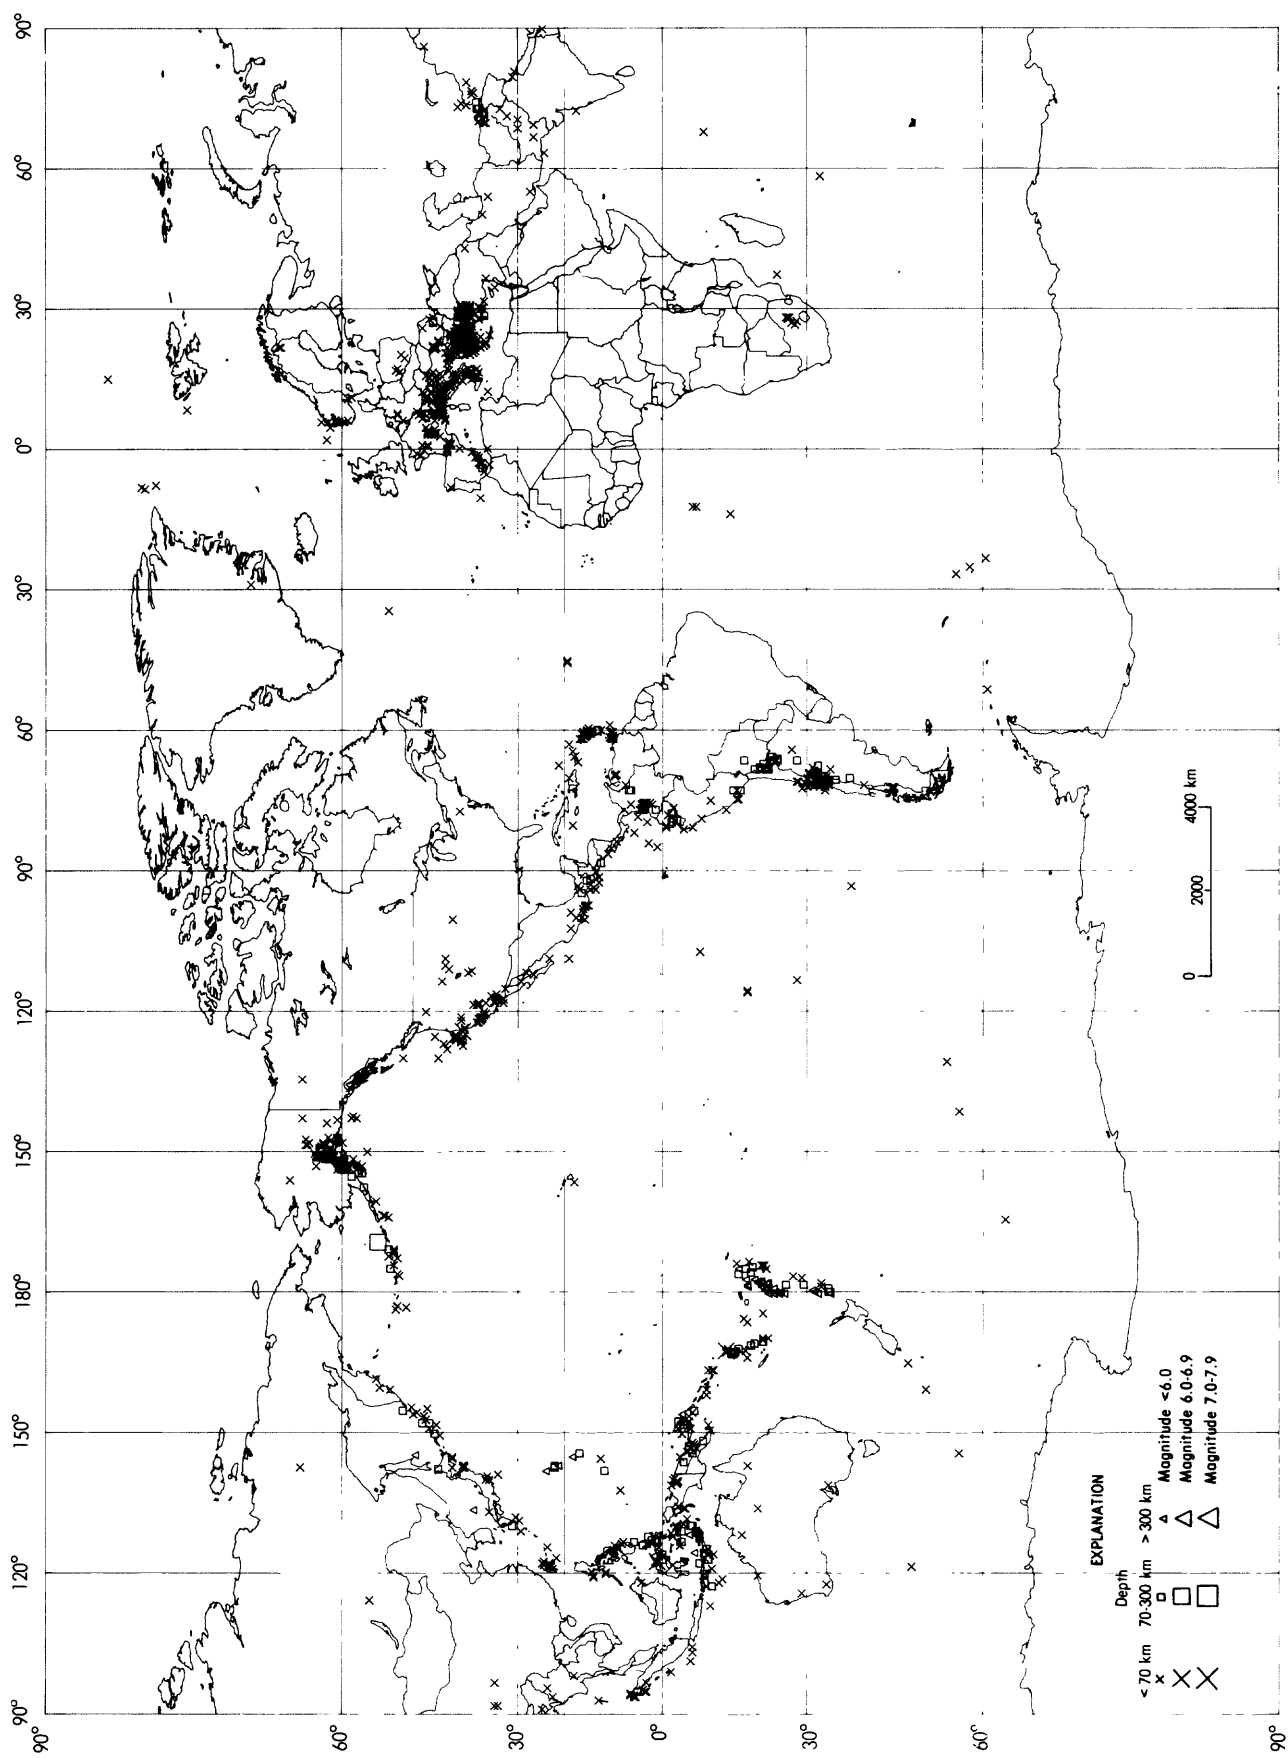 90° 120° 150° 180° 150° 120° 90° 60° 30° 0° 30° 60° 90°
90°
60°
30°
0°
30°
60°
90°
EXPLANATION
Depth
< 70 km 70-300 km > 300 km
Magnitude <6.0
Magnitude 6.0-6.9
Magnitude 7.0-7.9
0 2000 4000 km